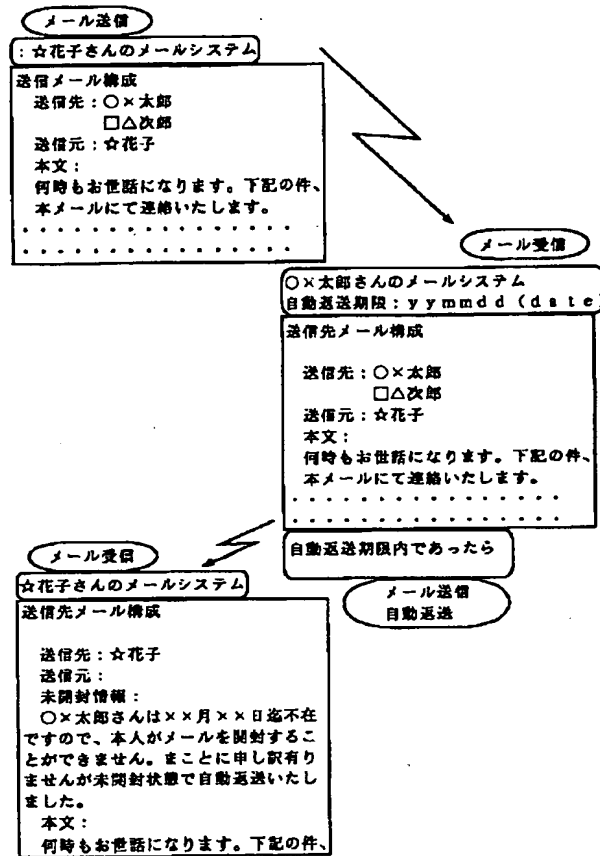 メール送信
:☆花子さんのメールシステム
送信メール構成
送信先:○×太郎
□△次郎
送信元:☆花子
本文:
何時もお世話になります。下記の件、
本メールにて連絡いたします。
・・・・・・・・・・・・・・・・
・・・・・・・・・・・・・・・・
メール受信
○×太郎さんのメールシステム
自動返送期限:yymmdd(date
送信先メール構成
送信先:○×太郎
□△次郎
送信元:☆花子
本文:
何時もお世話になります。下記の件、
本メールにて連絡いたします。
・・・・・・・・・・・・・・・・
・・・・・・・・・・・・・・・・
自動返送期限内であったら
メール送信
自動返送
メール受信
☆花子さんのメールシステム
送信先メール構成
送信先:☆花子
送信元:
未開封情報:
○×太郎さんは××月××日迄不在
ですので、本人がメールを開封するこ
とができません。まことに申し訳有り
ませんが未開封状態で自動返送いたし
ました。
本文:
何時もお世話になります。下記の件、